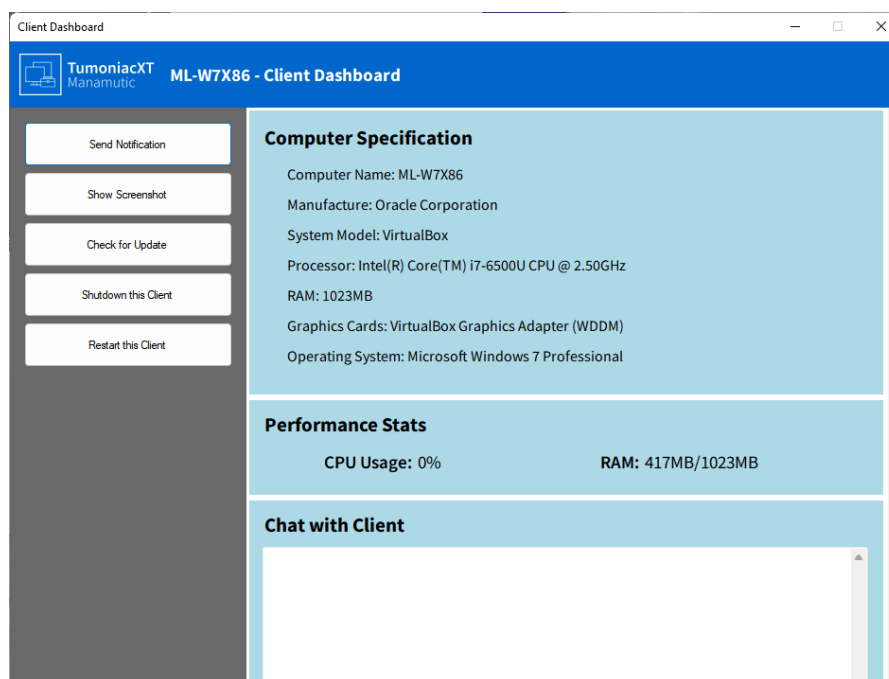 Client Dashboard
TumoniacXT
Manamutic
ML-W7X86 - Client Dashboard
Send Notification
Show Screenshot
Check for Update
Shutdown this Client
Restart this Client
Computer Specification
Computer Name: ML-W7X86
Manufacture: Oracle Corporation
System Model: VirtualBox
Processor: Intel(R) Core(TM) i7-6500U CPU @ 2.50GHz
RAM: 1023MB
Graphics Cards: VirtualBox Graphics Adapter (WDDM)
Operating System: Microsoft Windows 7 Professional
Performance Stats
CPU Usage: 0% RAM: 417MB/1023MB
Chat with Client